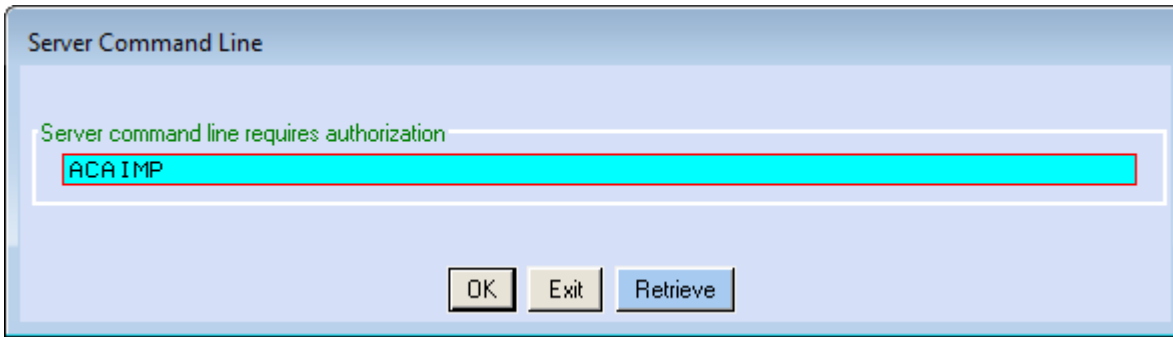 Server Command Line
Server command line requires authorization
ACAIMP
OK Exit Retrieve